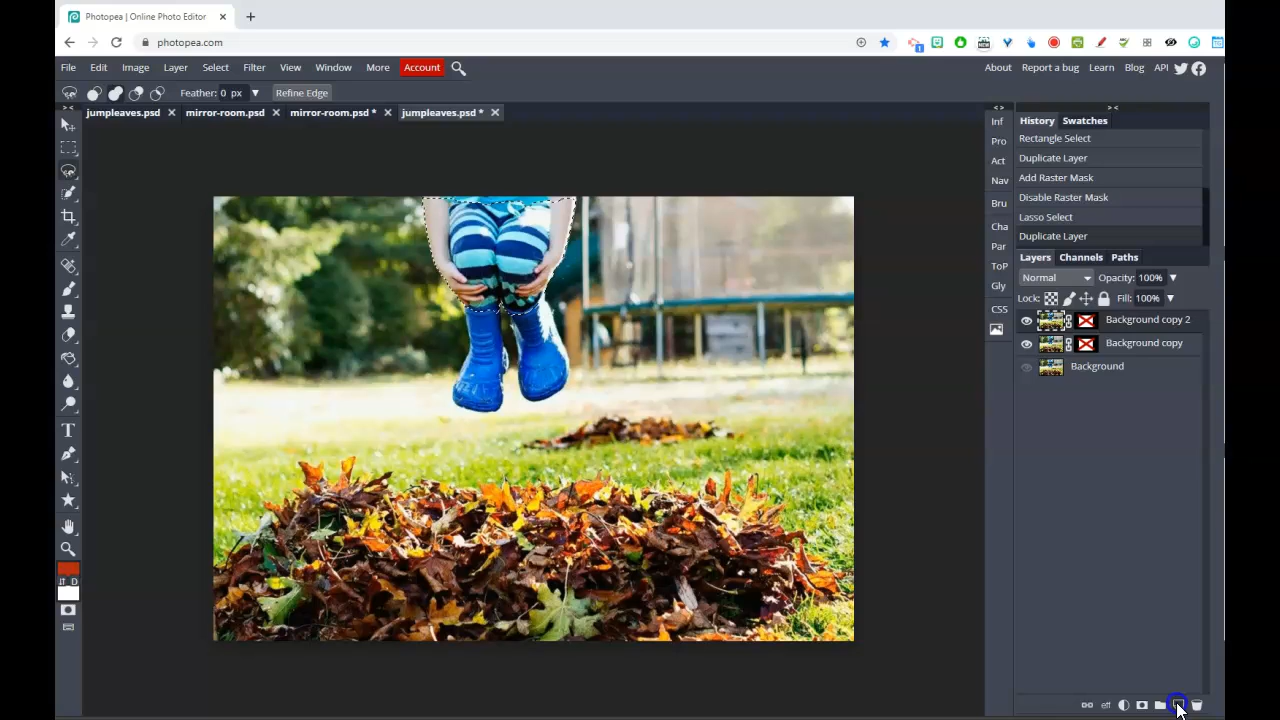 Photopea | Online Photo Editor
photopea.com
File Edit Image Layer Select Filter View Window More Account
About Report a bug Learn Blog API
Feather: 0 px Refine Edge
jumpleaves.psd mirror-room.psd mirror-room.psd * jumpleaves.psd *
Inf
Pro
Act
Nav
Bru
Cha
Par
ToP
Gly
CSS
History Swatches
Rectangle Select
Duplicate Layer
Add Raster Mask
Disable Raster Mask
Lasso Select
Duplicate Layer
Layers Channels Paths
Normal Opacity: 100%
Lock: Fill: 100%
Background copy 2
Background copy
Background
eff
D